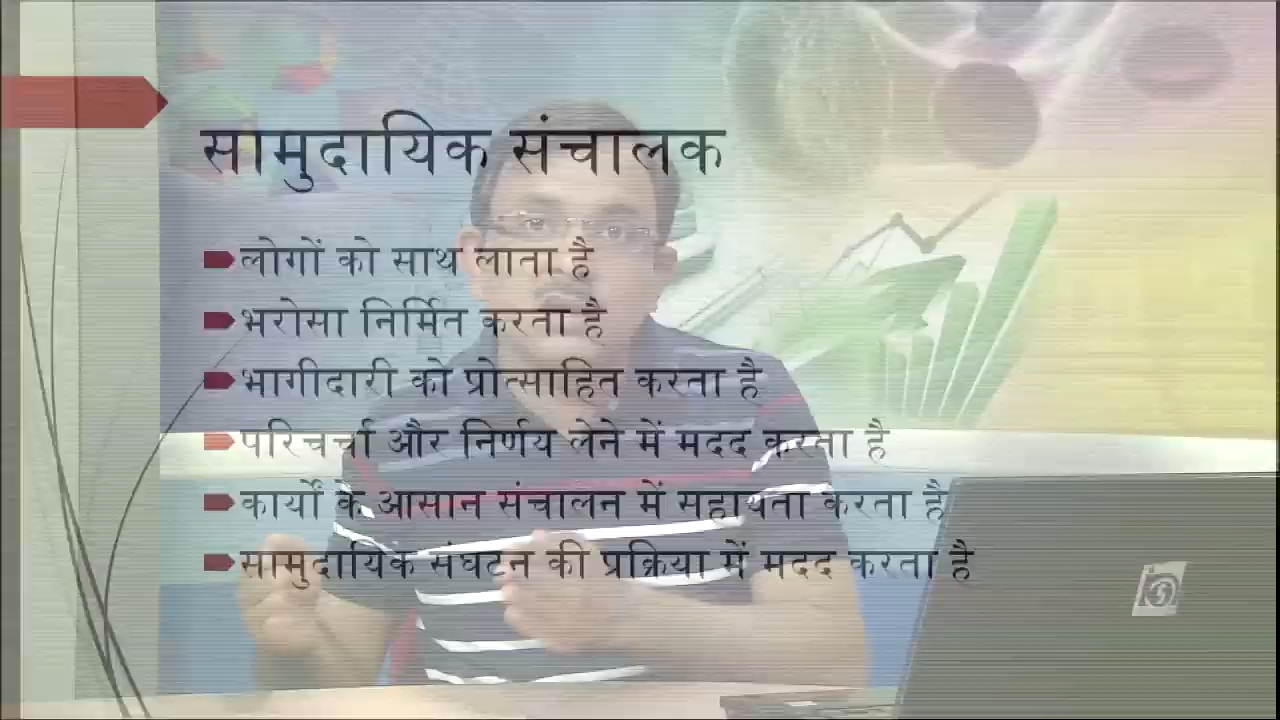 सामुदायिक संचालक
लोगों को साथ लाता है
भरोसा निर्मित करता है
भागीदारी को प्रोत्साहित करता है
परिचर्चा और निर्णय लेने में मदद करता है
कार्यों के आसान संचालन में सहायता करता है
सामुदायिक संघटन की प्रक्रिया में मदद करता है